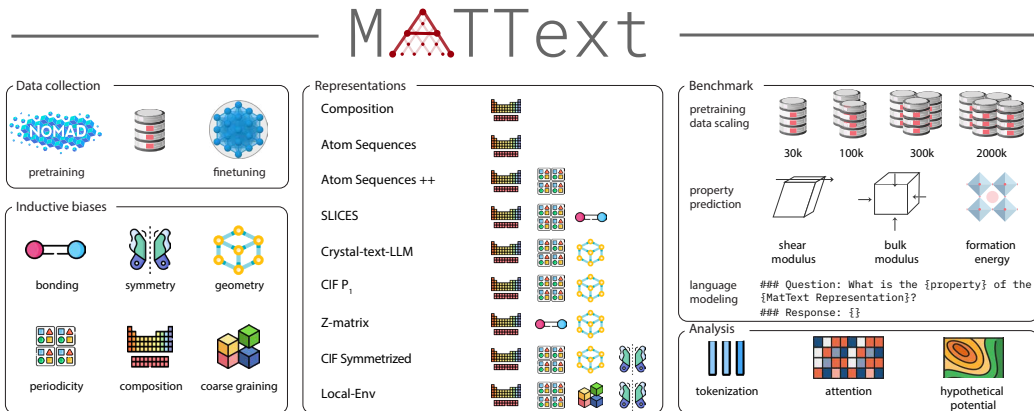 MATText
Data collection
NOMAD
pretraining
finetuning
Inductive biases
bonding
symmetry
geometry
periodicity
composition
coarse graining
Representations
Composition
Atom Sequences
Atom Sequences ++
SLICES
Crystal-text-LLM
CIF P₁
Z-matrix
CIF Symmetrized
Local-Env
Benchmark
pretraining
data scaling
30k
100k
300k
2000k
property
prediction
shear
modulus
bulk
modulus
formation
energy
language
modeling
### Question: What is the {property} of the
{MatText Representation}?
### Response: {}
Analysis
tokenization
attention
hypothetical
potential